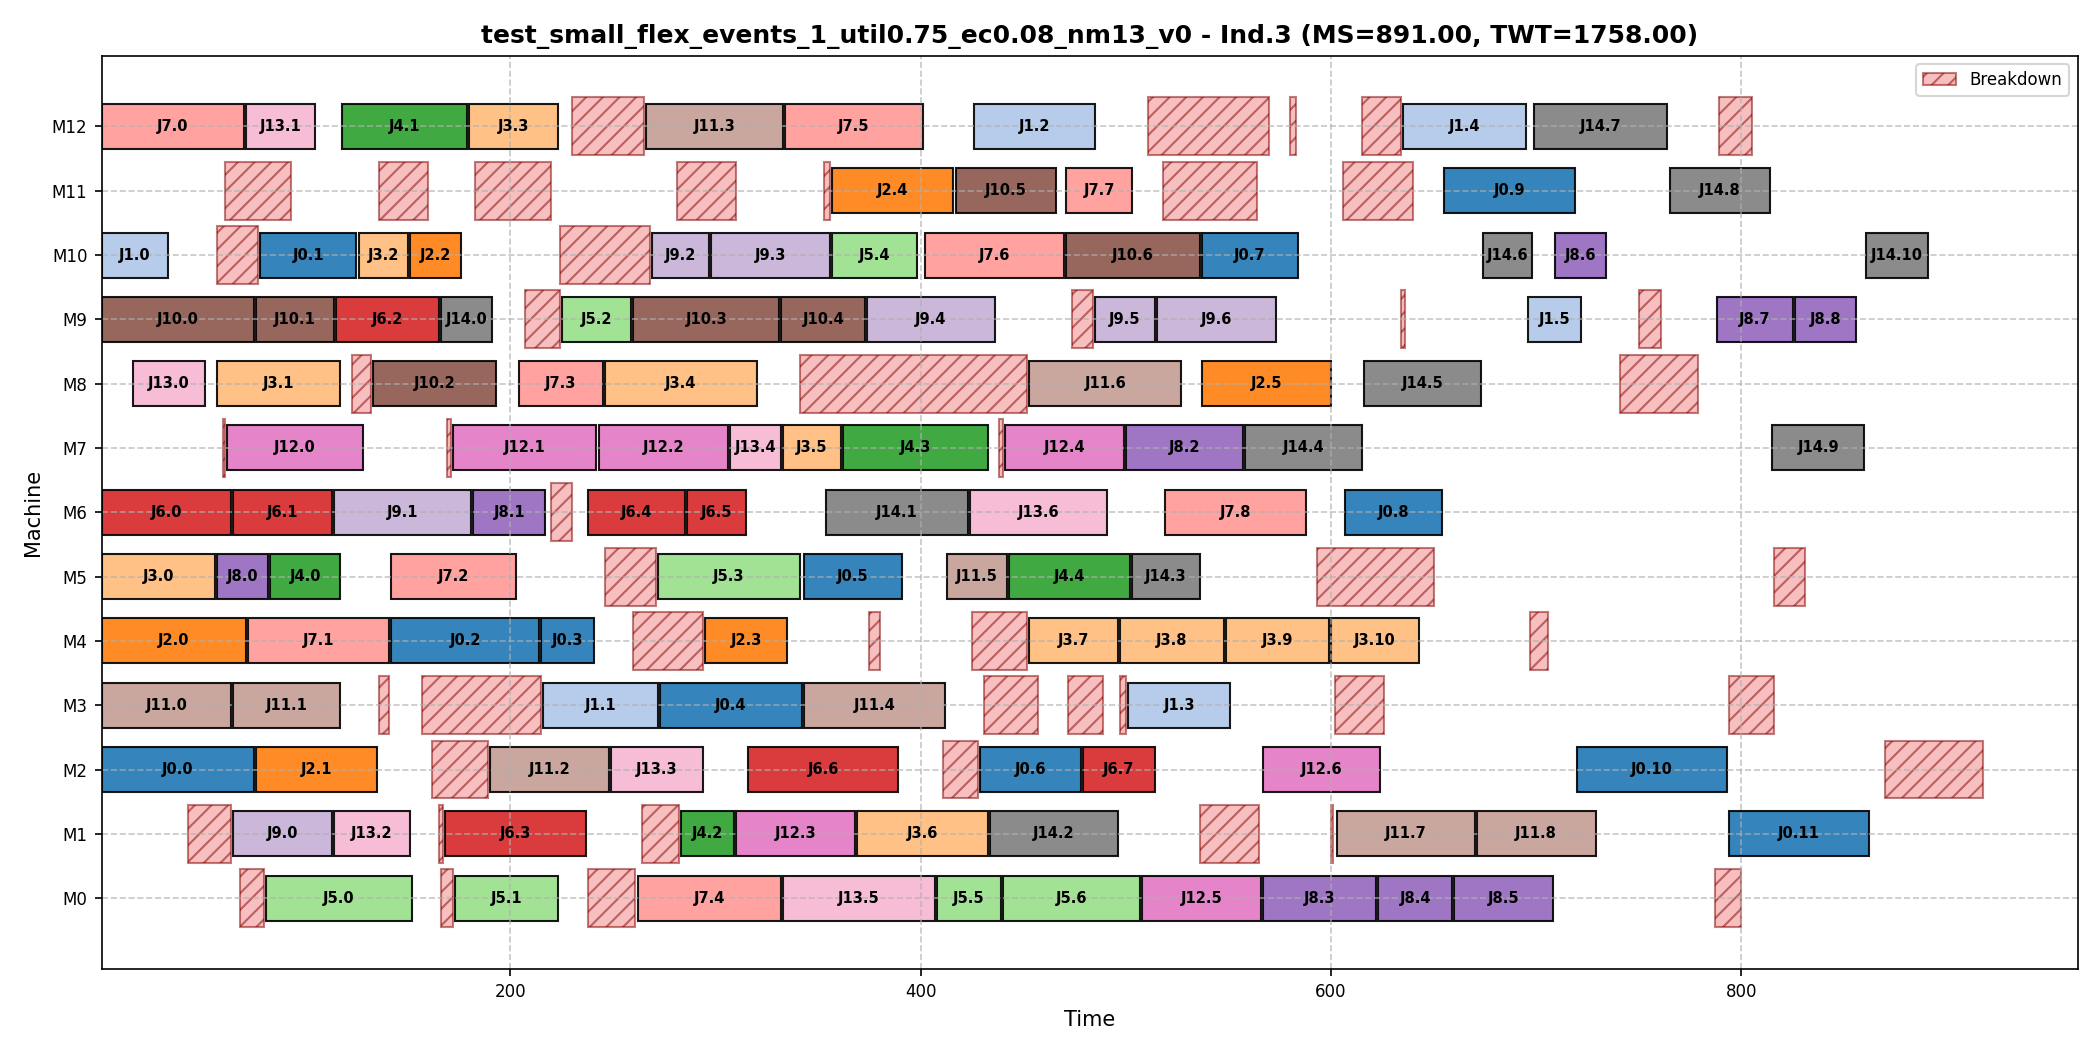 test_small_flex_events_1_util0.75_ec0.08_nm13_v0 - Ind.3 (MS=891.00, TWT=1758.00)
Breakdown
M12 J7.0 J13.1 J4.1 J3.3 J11.3 J7.5 J1.2 J1.4 J14.7
M11 J2.4 J10.5 J7.7 J0.9 J14.8
M10 J1.0 J0.1 J3.2 J2.2 J9.2 J9.3 J5.4 J7.6 J10.6 J0.7 J14.6 J8.6 J14.10
M9 J10.0 J10.1 J6.2 J14.0 J5.2 J10.3 J10.4 J9.4 J9.5 J9.6 J1.5 J8.7 J8.8
M8 J13.0 J3.1 J10.2 J7.3 J3.4 J11.6 J2.5 J14.5
M7 J12.0 J12.1 J12.2 J13.4 J3.5 J4.3 J12.4 J8.2 J14.4 J14.9
M6 J6.0 J6.1 J9.1 J8.1 J6.4 J6.5 J14.1 J13.6 J7.8 J0.8
M5 J3.0 J8.0 J4.0 J7.2 J5.3 J0.5 J11.5 J4.4 J14.3
M4 J2.0 J7.1 J0.2 J0.3 J2.3 J3.7 J3.8 J3.9 J3.10
M3 J11.0 J11.1 J1.1 J0.4 J11.4 J1.3
M2 J0.0 J2.1 J11.2 J13.3 J6.6 J0.6 J6.7 J12.6 J0.10
M1 J9.0 J13.2 J6.3 J4.2 J12.3 J3.6 J14.2 J11.7 J11.8 J0.11
M0 J5.0 J5.1 J7.4 J13.5 J5.5 J5.6 J12.5 J8.3 J8.4 J8.5
Machine
200 400 600 800
Time